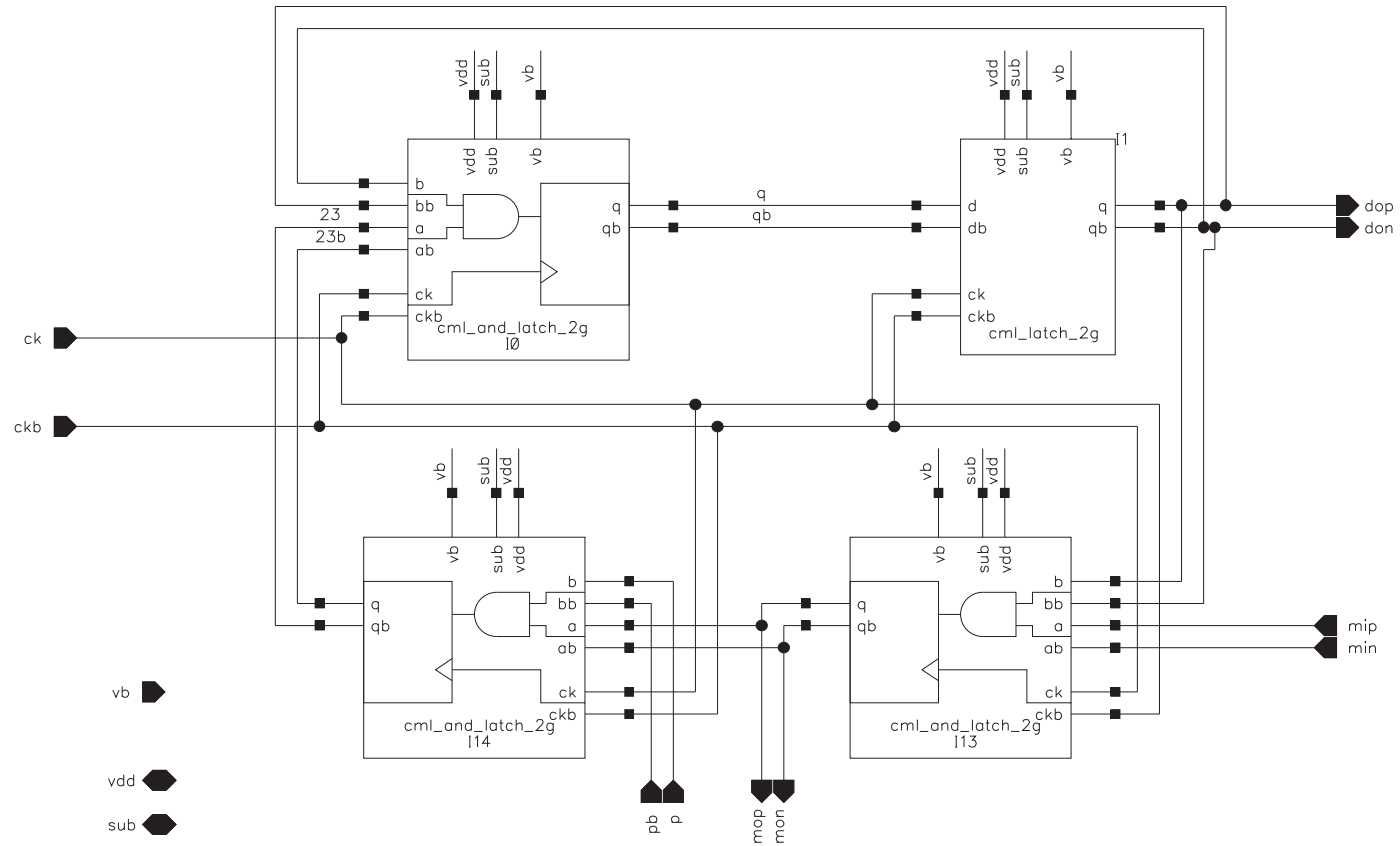 vdd sub vb
vdd sub vb
vdd sub vb
I1
vdd sub vb
b
bb
23 a
23b ab
q
qb
q
qb
d
db
q
qb
dop
don
ck
ckb
ck
ckb
cml_and_latch_2g
I0
cml_latch_2g
ck
ckb
vb sub vdd
vb sub vdd
vb sub vdd
vb sub vdd
q
qb
b
bb
a
ab
q
qb
b
bb
a
ab
mip
min
ck
ckb
cml_and_latch_2g
I14
ck
ckb
cml_and_latch_2g
I13
vb
vdd
sub
pb p mop mon